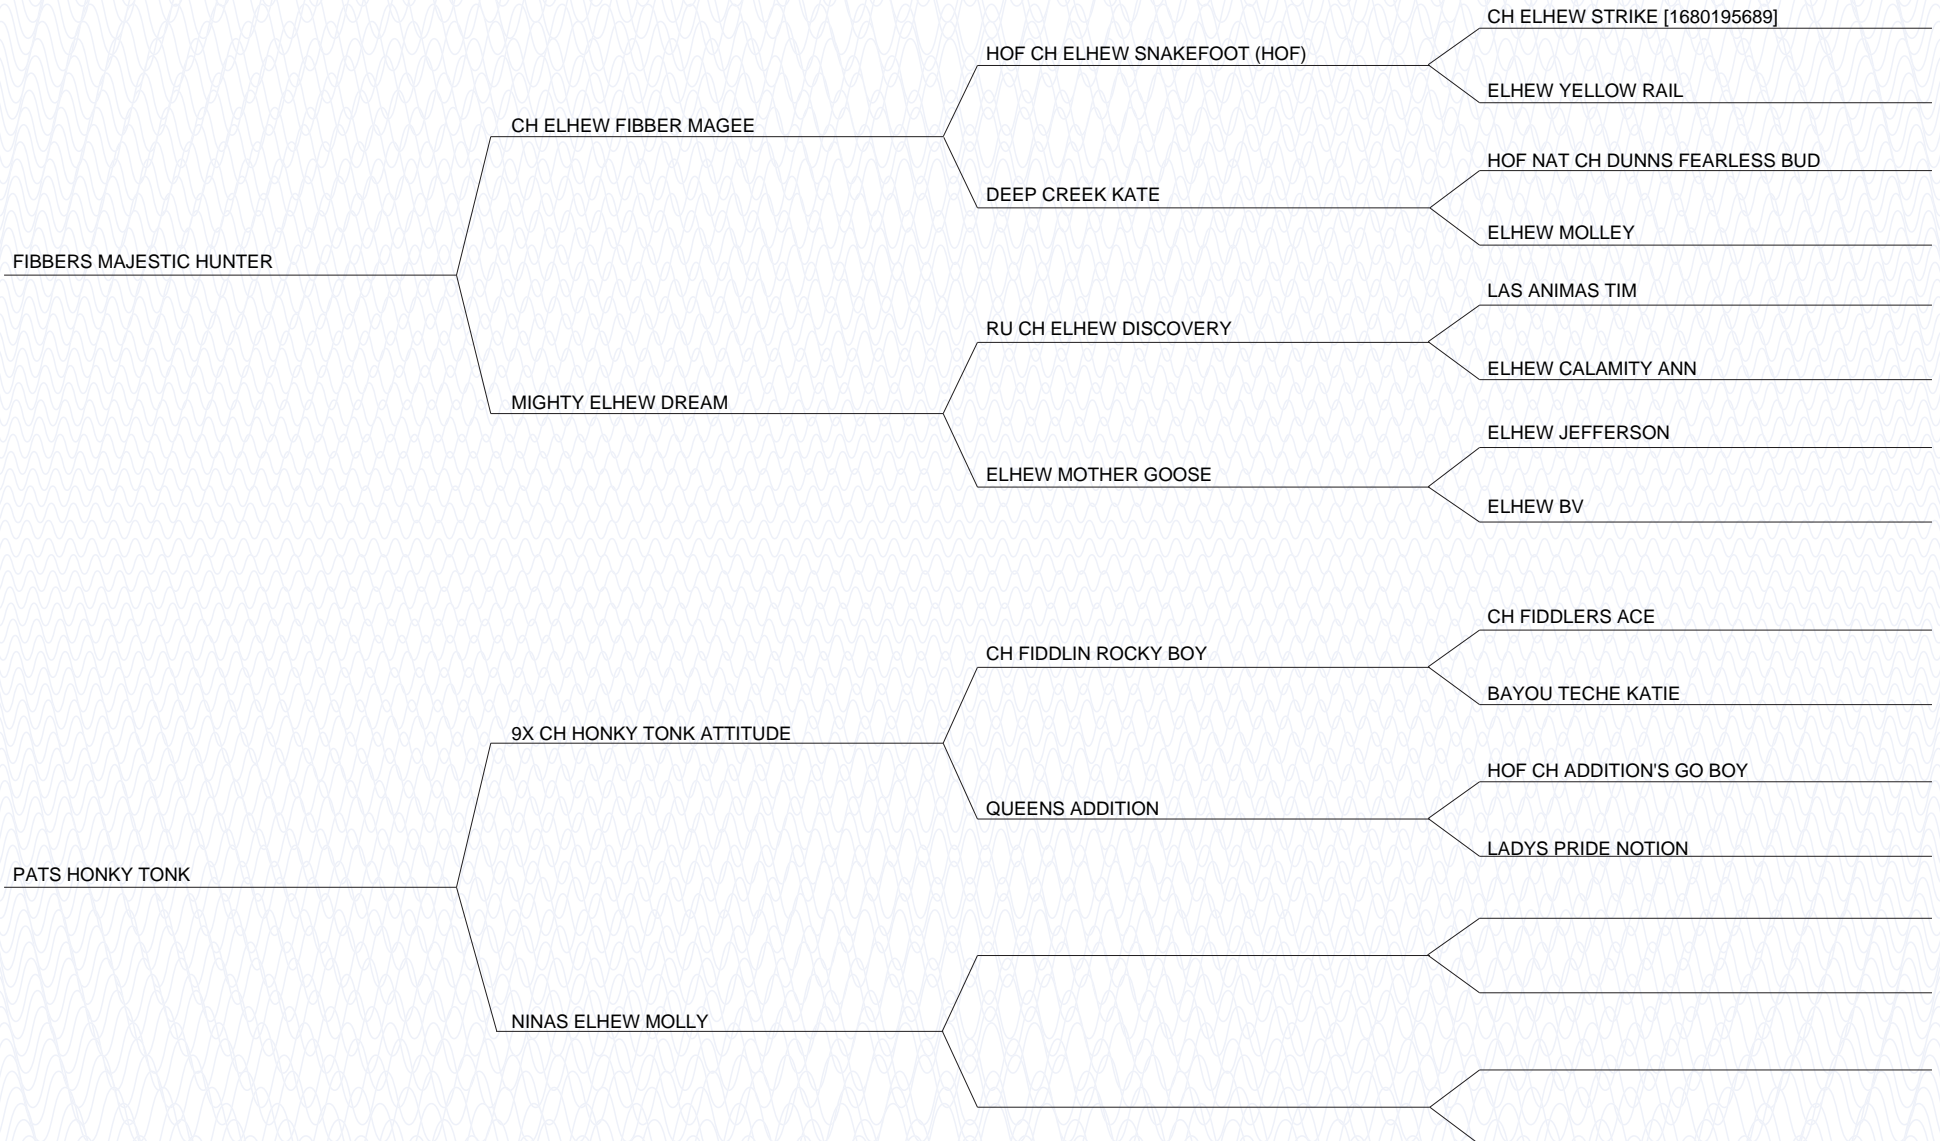 CH ELHEW STRIKE [1680195689]
HOF CH ELHEW SNAKEFOOT (HOF)
ELHEW YELLOW RAIL
CH ELHEW FIBBER MAGEE
HOF NAT CH DUNNS FEARLESS BUD
DEEP CREEK KATE
ELHEW MOLLEY
FIBBERS MAJESTIC HUNTER
LAS ANIMAS TIM
RU CH ELHEW DISCOVERY
ELHEW CALAMITY ANN
MIGHTY ELHEW DREAM
ELHEW JEFFERSON
ELHEW MOTHER GOOSE
ELHEW BV
CH FIDDLERS ACE
CH FIDDLIN ROCKY BOY
BAYOU TECHE KATIE
9X CH HONKY TONK ATTITUDE
HOF CH ADDITION'S GO BOY
QUEENS ADDITION
LADYS PRIDE NOTION
PATS HONKY TONK
NINAS ELHEW MOLLY